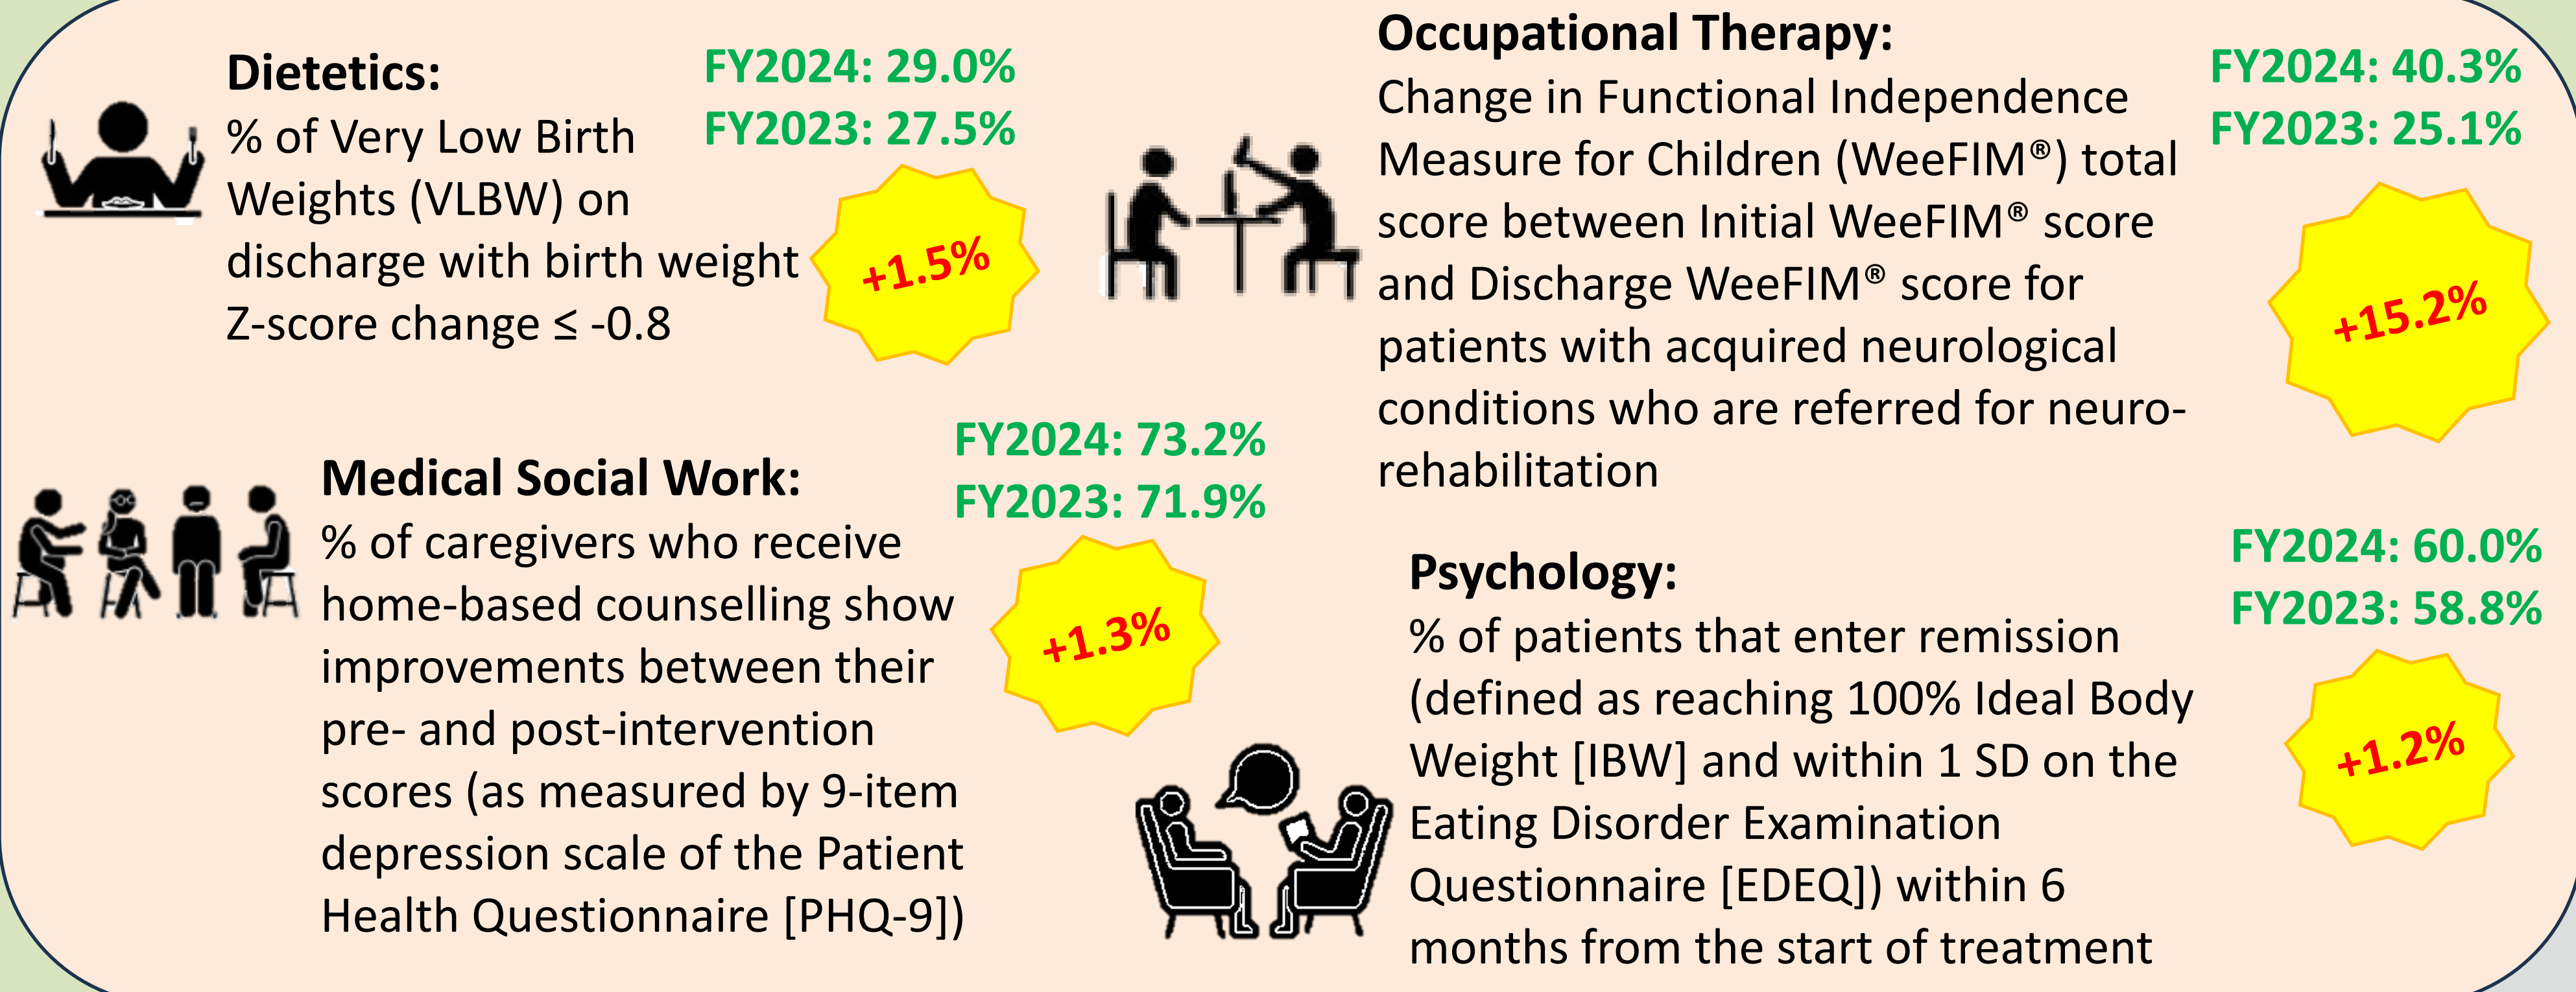 Dietetics:
% of Very Low Birth
Weights (VLBW) on
discharge with birth weight
Z-score change ≤ -0.8
FY2024: 29.0%
FY2023: 27.5%
+1.5%
Occupational Therapy:
Change in Functional Independence
Measure for Children (WeeFIM®) total
score between Initial WeeFIM® score
and Discharge WeeFIM® score for
patients with acquired neurological
conditions who are referred for neuro-
rehabilitation
FY2024: 40.3%
FY2023: 25.1%
+15.2%
Medical Social Work:
% of caregivers who receive
home-based counselling show
improvements between their
pre- and post-intervention
scores (as measured by 9-item
depression scale of the Patient
Health Questionnaire [PHQ-9])
FY2024: 73.2%
FY2023: 71.9%
+1.3%
Psychology:
% of patients that enter remission
(defined as reaching 100% Ideal Body
Weight [IBW] and within 1 SD on the
Eating Disorder Examination
Questionnaire [EDEQ]) within 6
months from the start of treatment
FY2024: 60.0%
FY2023: 58.8%
+1.2%